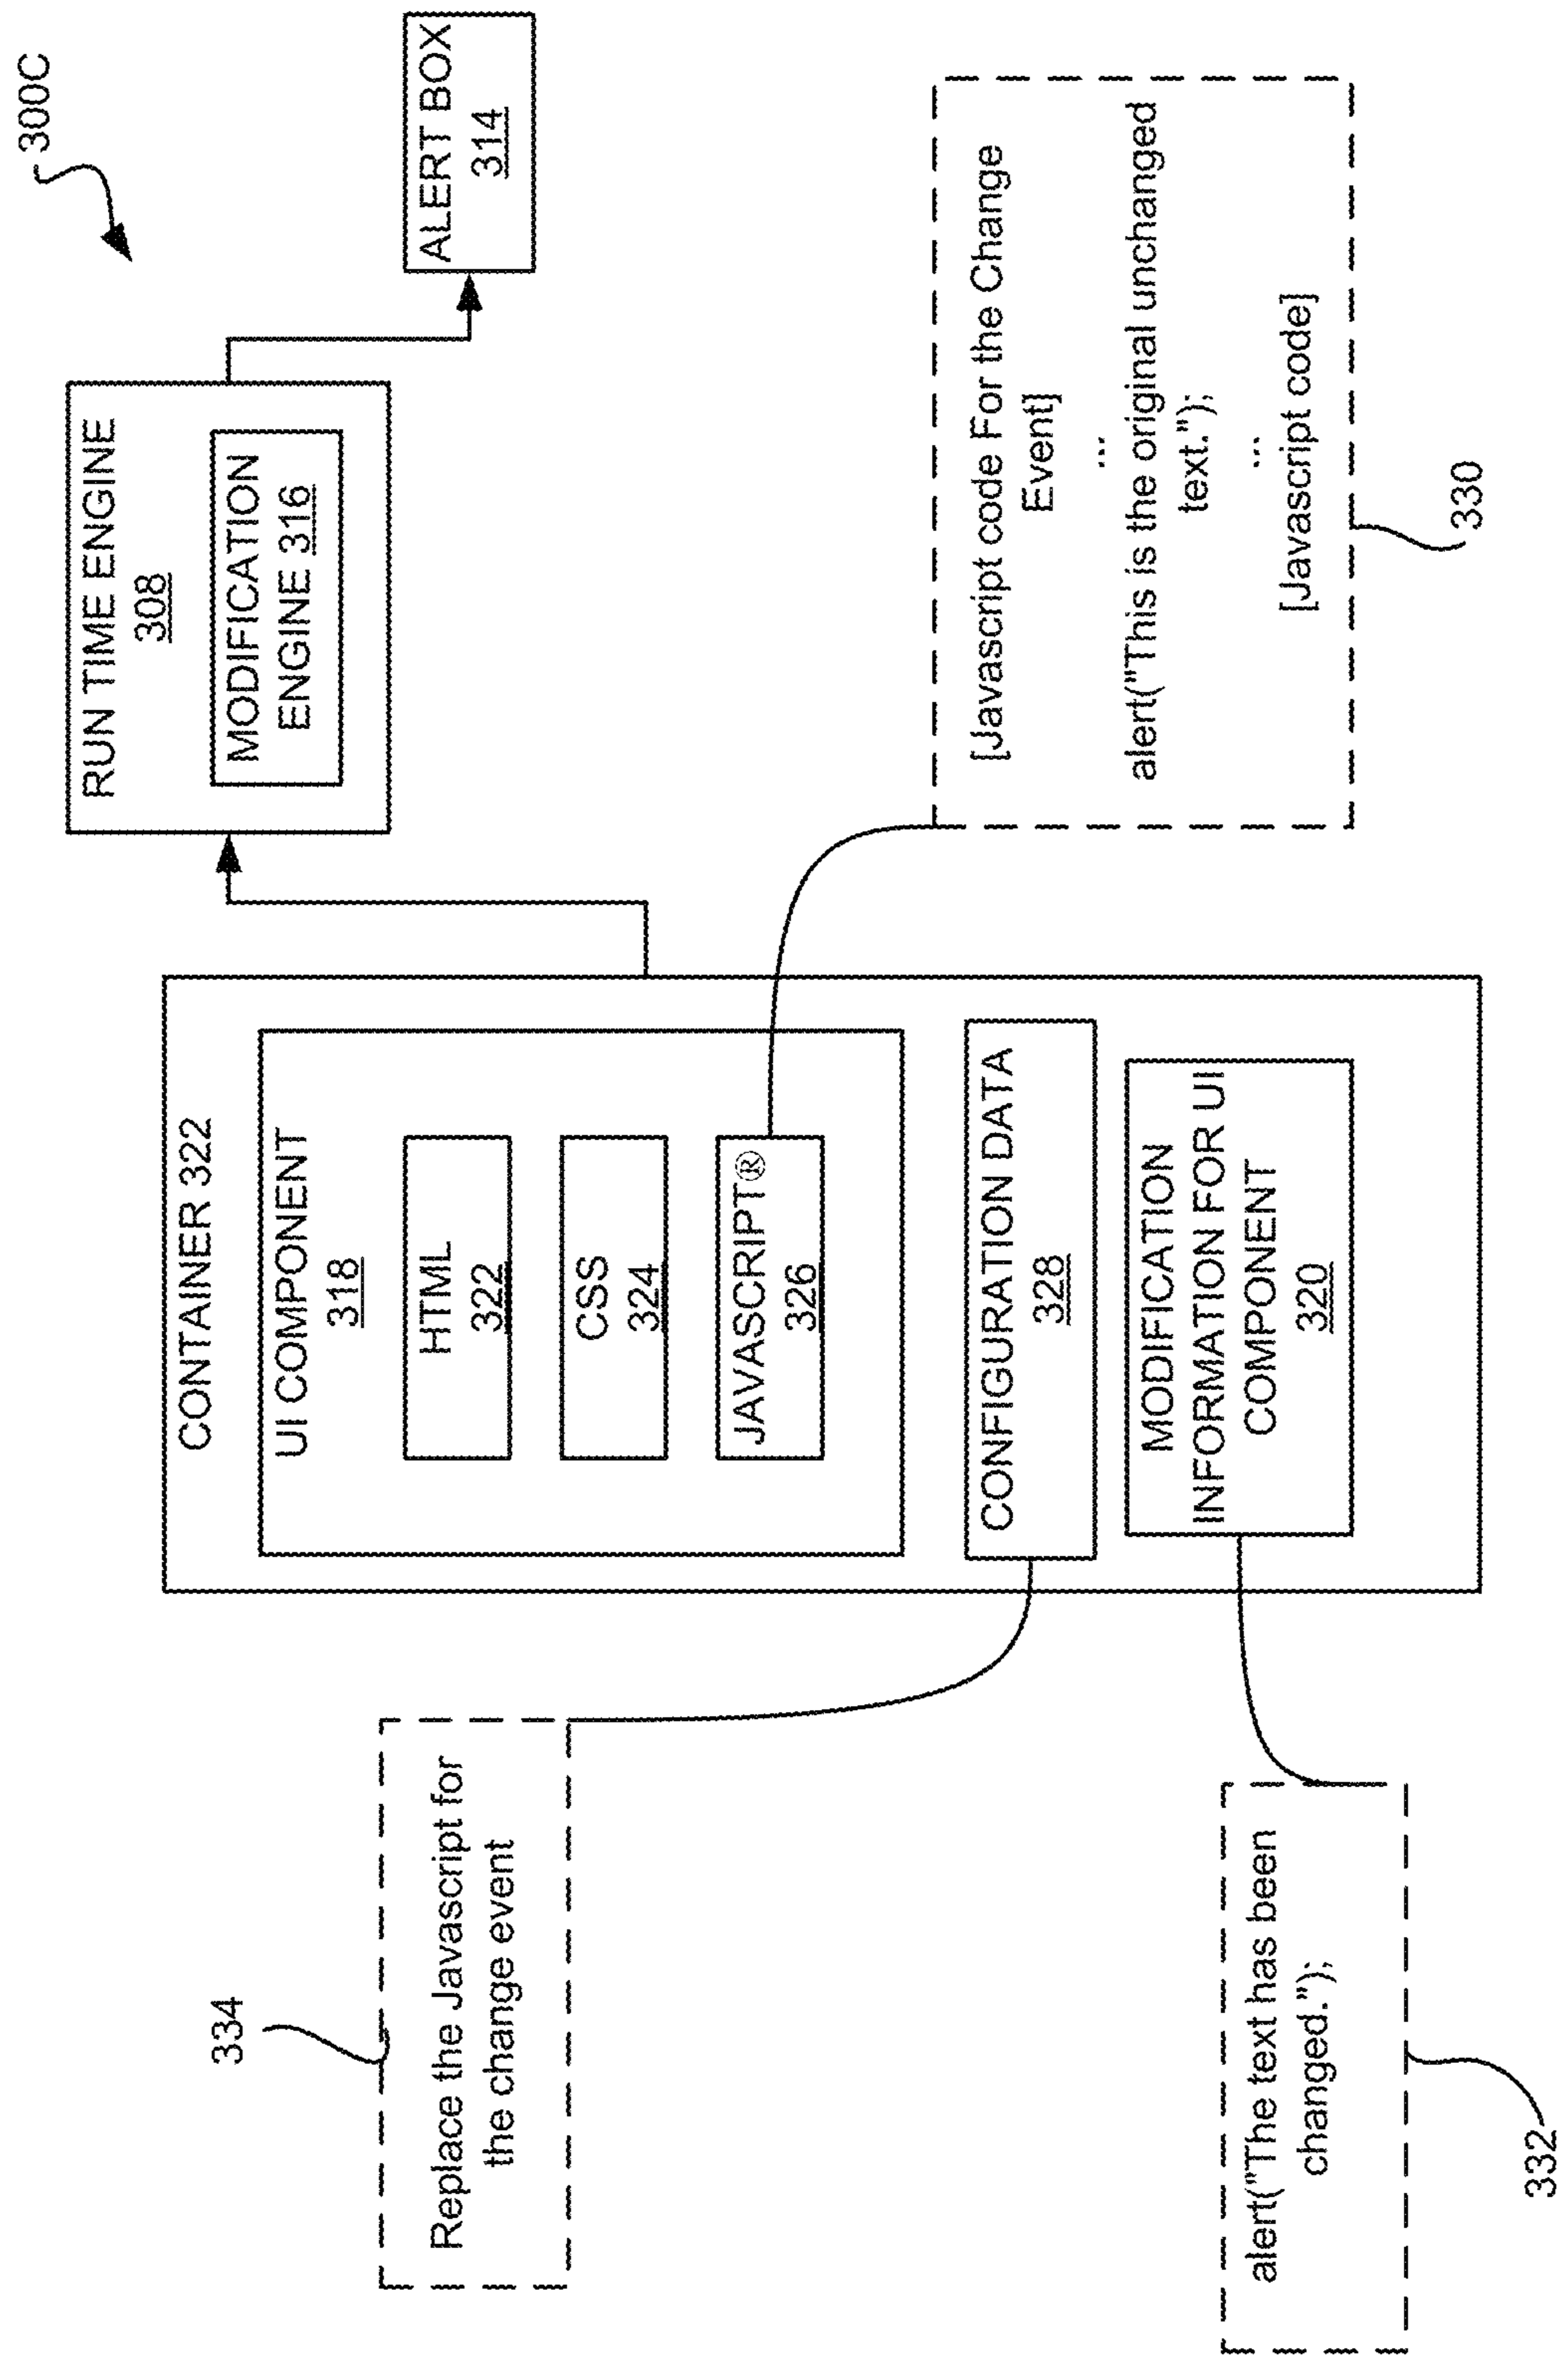 300C
RUN TIME ENGINE
308
MODIFICATION
ENGINE 316
ALERT BOX
314
CONTAINER 322
UI COMPONENT
318
HTML
322
CSS
324
JAVASCRIPT®
326
CONFIGURATION DATA
328
MODIFICATION
INFORMATION FOR UI
COMPONENT
320
334
Replace the Javascript for
the change event
alert("The text has been
changed.");
332
[Javascript code For the Change
Event]
...
alert("This is the original unchanged
text.");
...
[Javascript code]
330